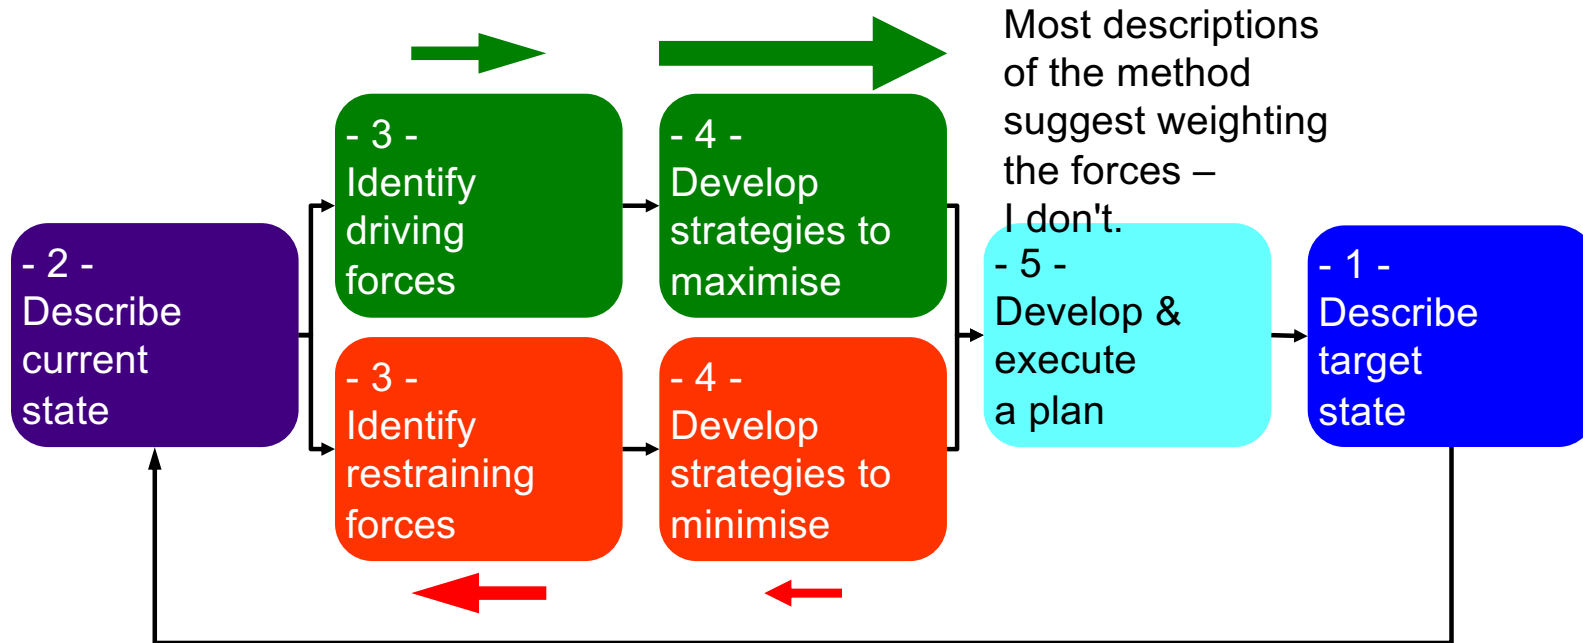 Most descriptions
of the method
suggest weighting
the forces –
I don't.
- 3 -
Identify
driving
forces
- 4 -
Develop
strategies to
maximise
- 2 -
Describe
current
state
- 3 -
Identify
restraining
forces
- 4 -
Develop
strategies to
minimise
- 5 -
Develop &
execute
a plan
- 1 -
Describe
target
state